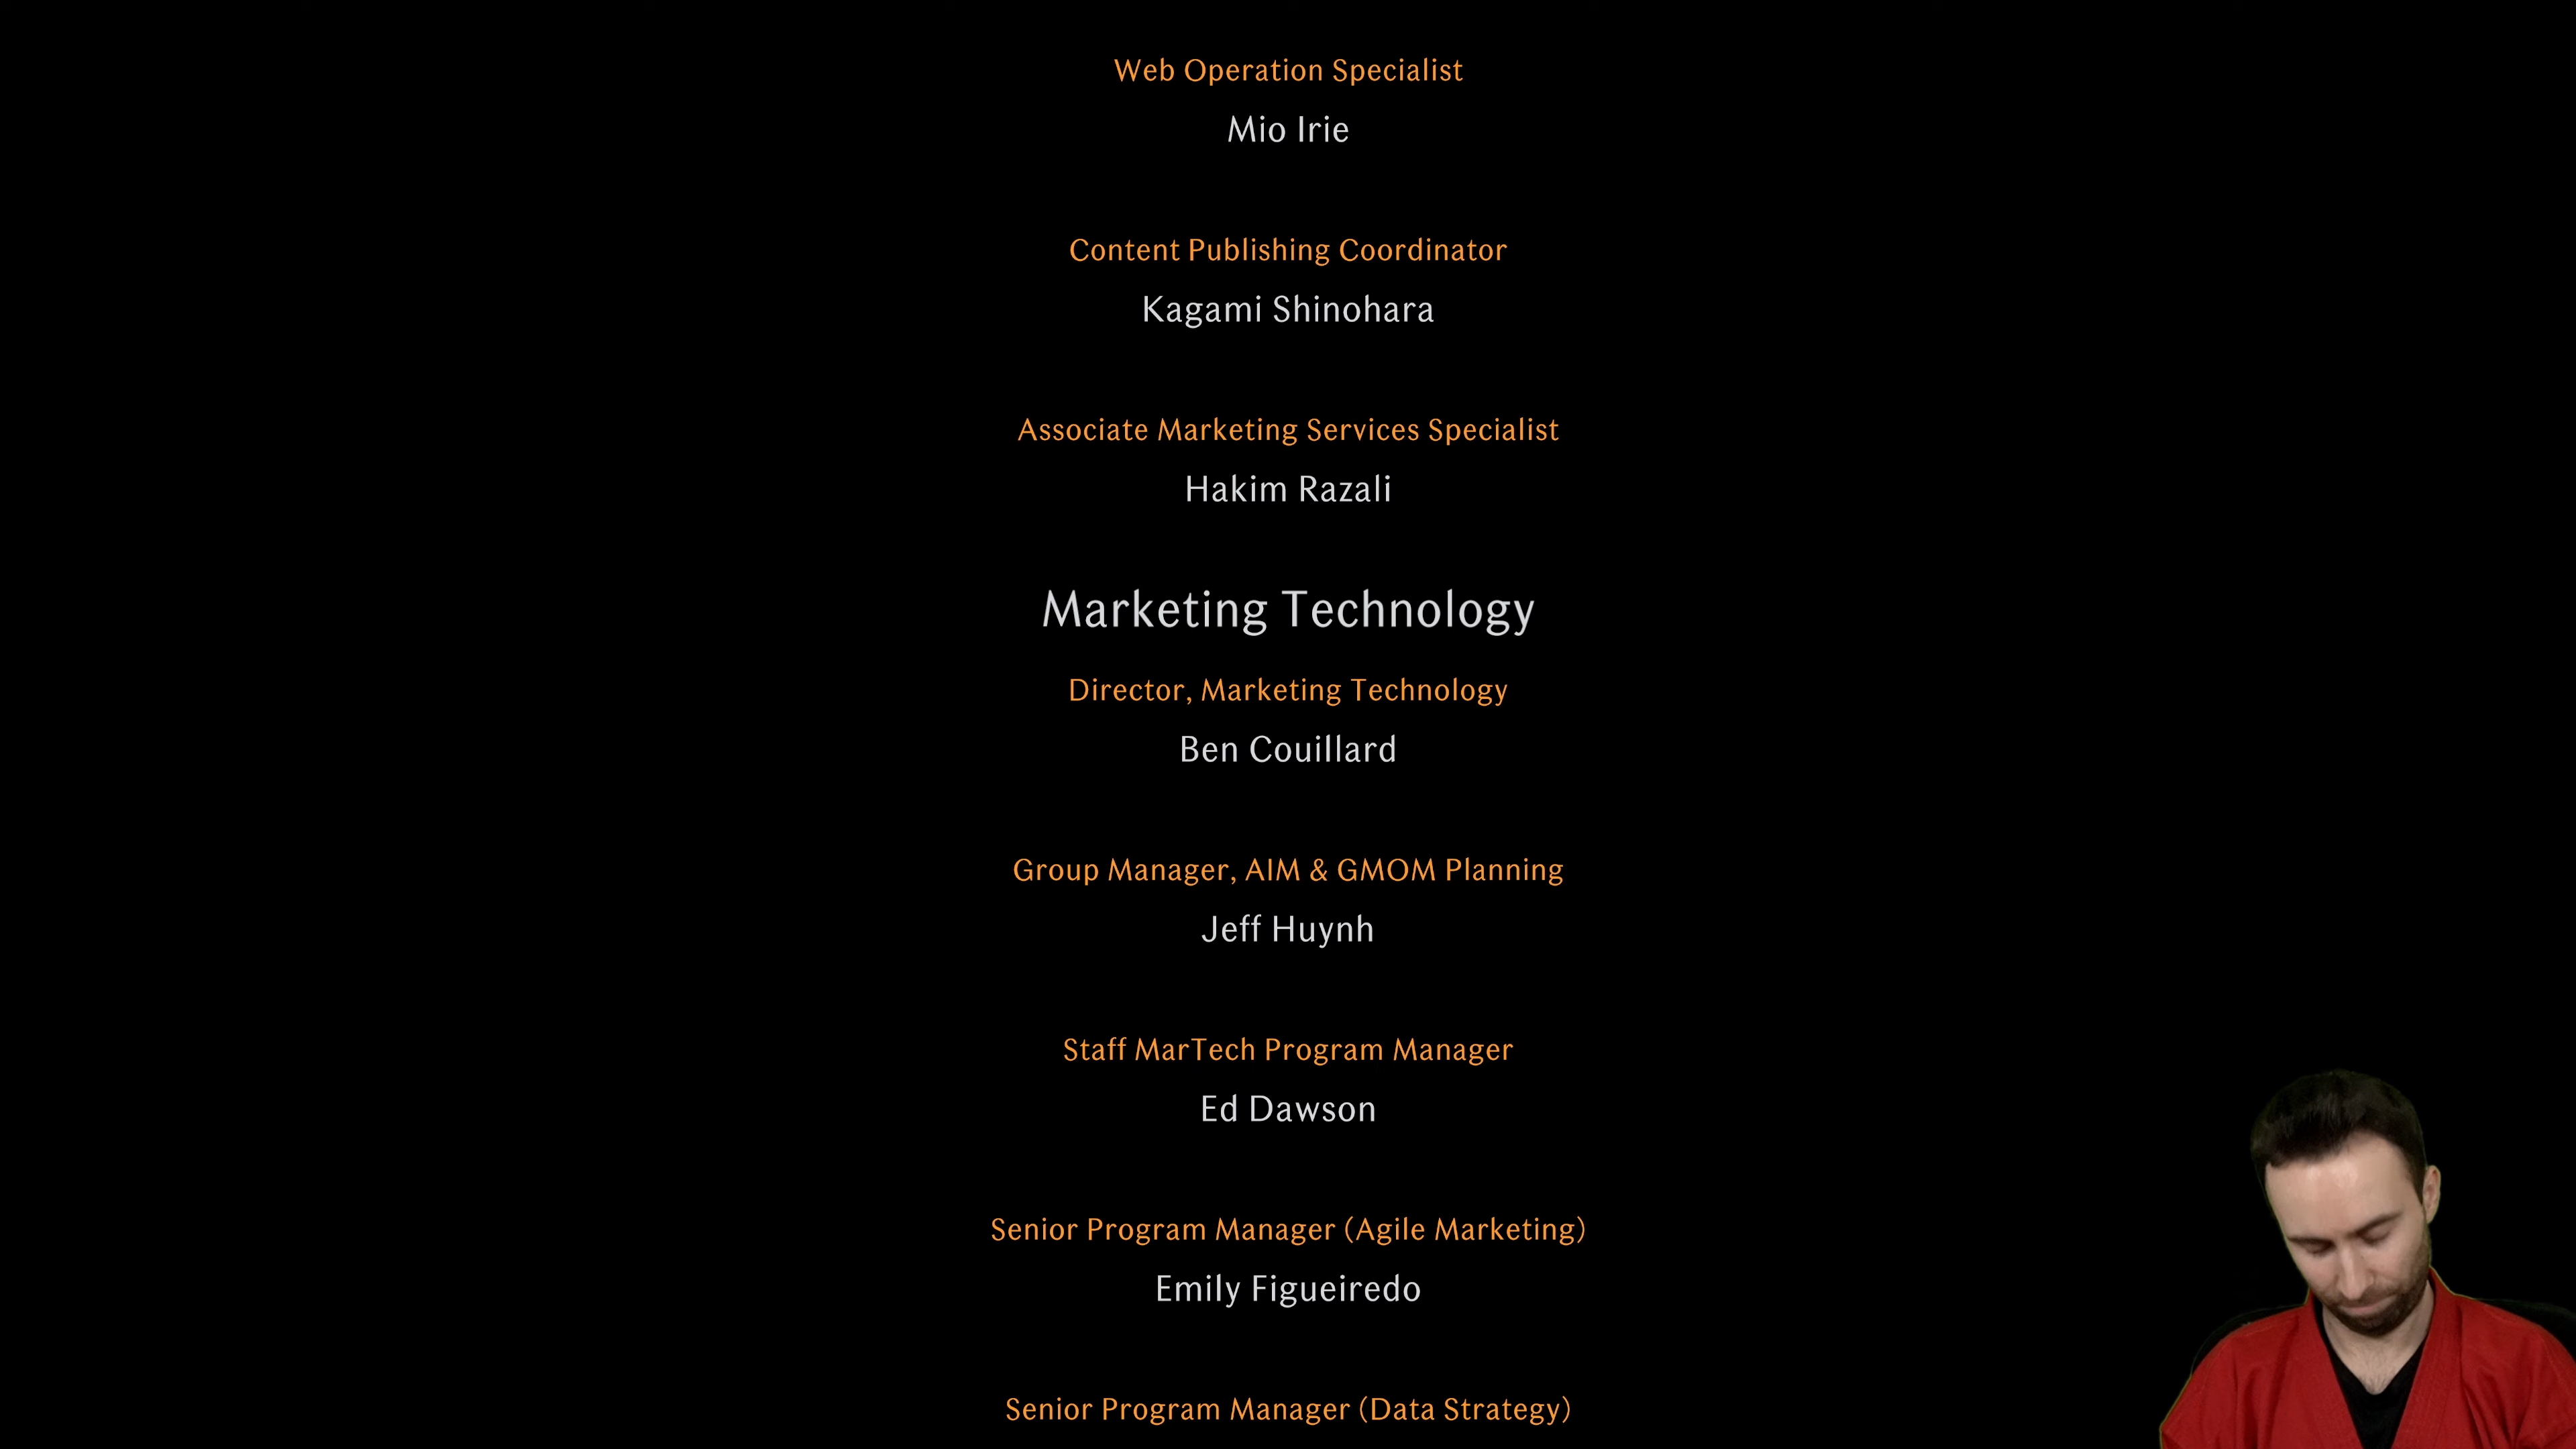 Web Operation Specialist
Mio Irie
Content Publishing Coordinator
Kagami Shinohara
Associate Marketing Services Specialist
Hakim Razali
Marketing Technology
Director, Marketing Technology
Ben Couillard
Group Manager, AIM & GMOM Planning
Jeff Huynh
Staff MarTech Program Manager
Ed Dawson
Senior Program Manager (Agile Marketing)
Emily Figueiredo
Senior Program Manager (Data Strategy)